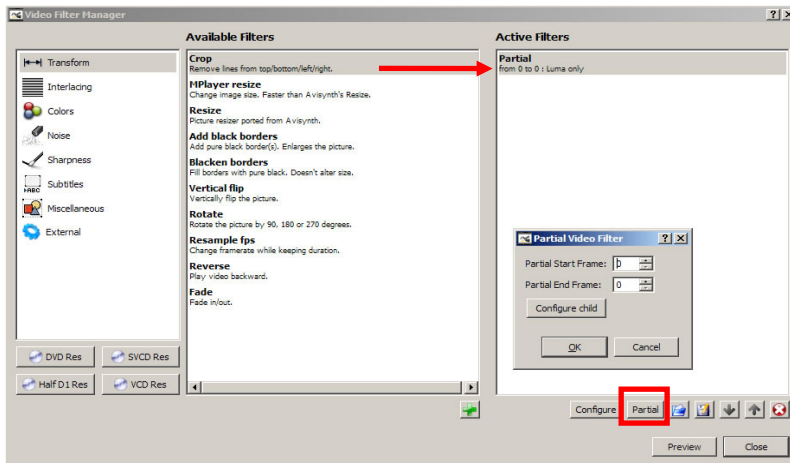 Video Filter Manager
Available Filters
Active Filters
Transform
Interlacing
Colors
Noise
Sharpness
ABC
Subtitles
Miscellaneous
External
DVD Res
SVCD Res
Half D1 Res
VCD Res
Crop
Remove lines from top/bottom/left/right.
MPlayer resize
Change image size. Faster than Avisynth's Resize.
Resize
Picture resizer ported from Avisynth.
Add black borders
Add pure black border(s). Enlarges the picture.
Blacken borders
Fill borders with pure black. Doesn't alter size.
Vertical flip
Vertically flip the picture.
Rotate
Rotate the picture by 90, 180 or 270 degrees.
Resample fps
Change framerate while keeping duration.
Reverse
Play video backward.
Fade
Fade in/out.
Partial
from 0 to 0 : Luma only
Partial Video Filter
Partial Start Frame: 0
Partial End Frame: 0
Configure child
OK
Cancel
Configure
Partial
Preview
Close